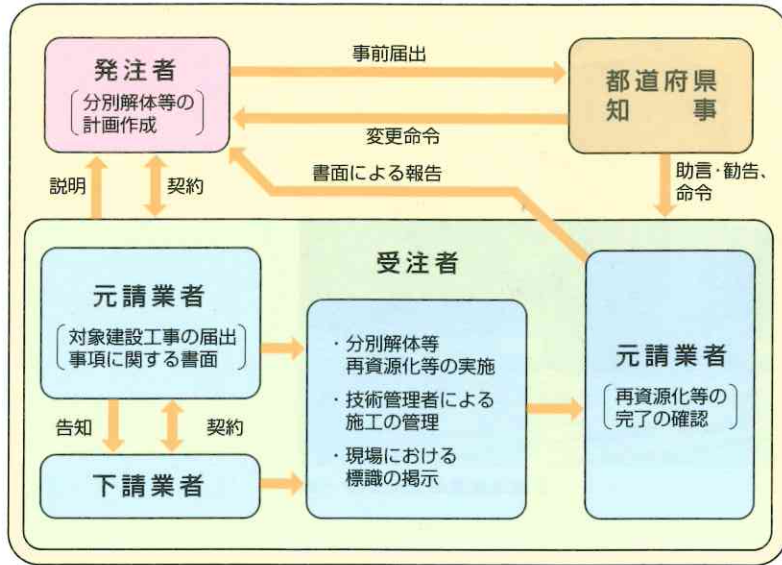 事前届出
発注者
分別解体等の
計画作成
都道府県
知事
変更命令
説明
契約
書面による報告
助言・勧告、
命令
受注者
元請業者
対象建設工事の届出
事項に関する書面
・分別解体等
再資源化等の実施
・技術管理者による
施工の管理
・現場における
標識の掲示
元請業者
再資源化等の
完了の確認
告知
契約
下請業者